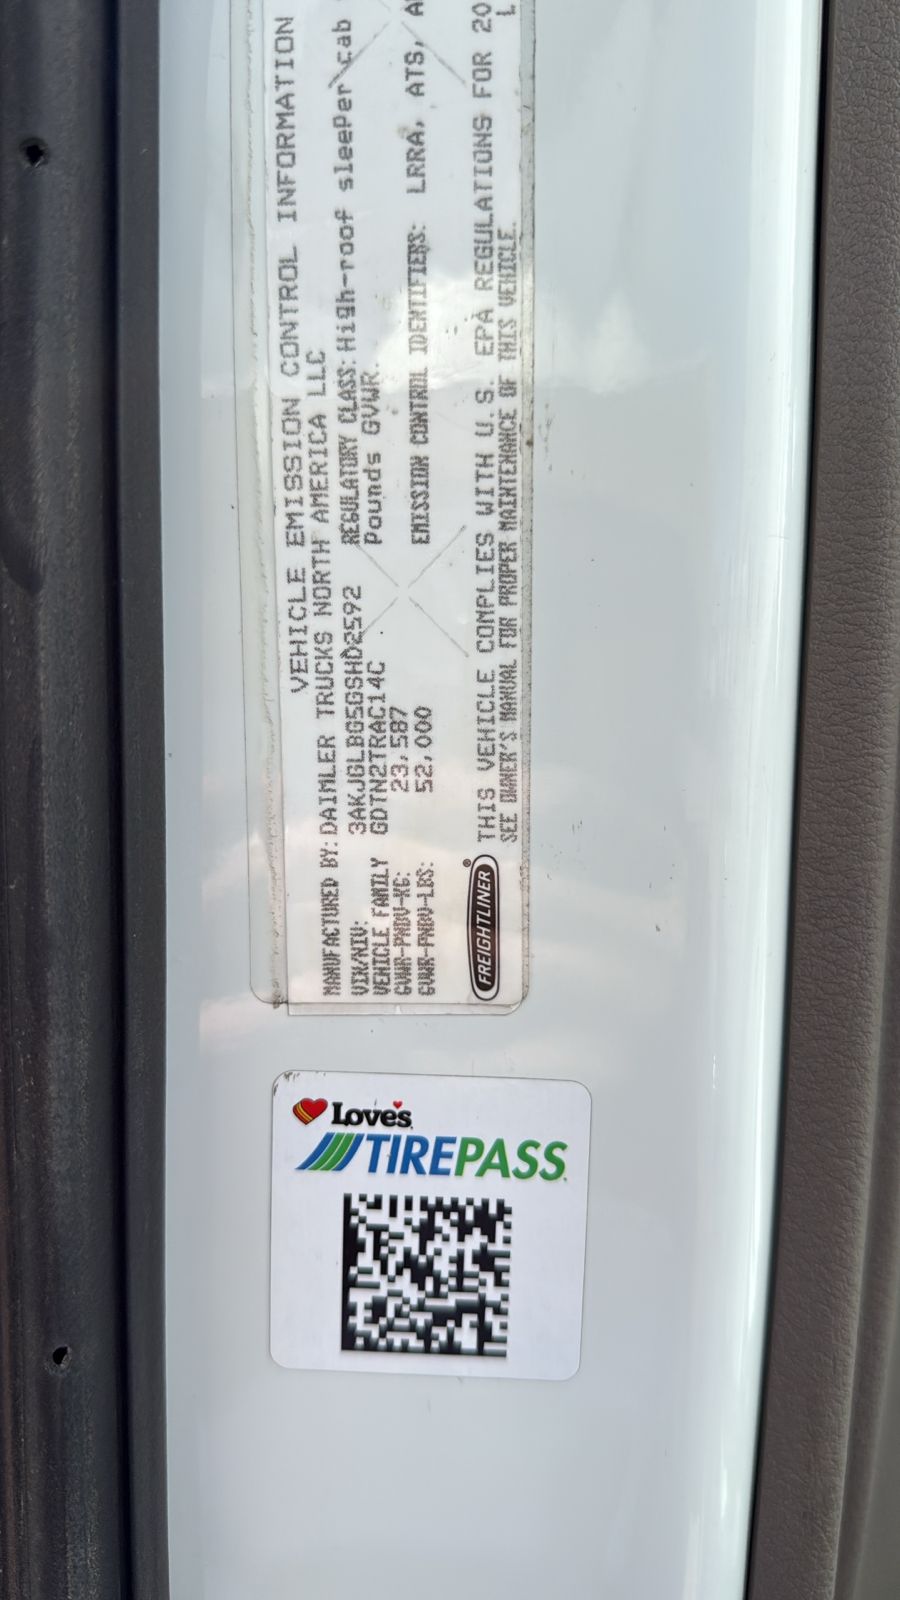 VEHICLE EMISSION CONTROL INFORMATION
MANUFACTURED BY: DAIMLER TRUCKS NORTH AMERICA LLC
VIN/NIV: 3AKJGLBG5GSHD2592
REGULATORY CLASS: High-roof sleeper cab
Pounds GVWR.
VEHICLE FAMILY GDTN2TRAC14C
GVWR-PNBV-KG: 23,587
GVWR-PNBV-LBS: 52,000
EMISSION CONTROL IDENTIFIERS: LRRA, ATS,
THIS VEHICLE COMPLIES WITH U.S. EPA REGULATIONS FOR 20
SEE OWNER'S MANUAL FOR PROPER MAINTENANCE OF THIS VEHICLE.
FREIGHTLINER®
Love's
TIREPASS